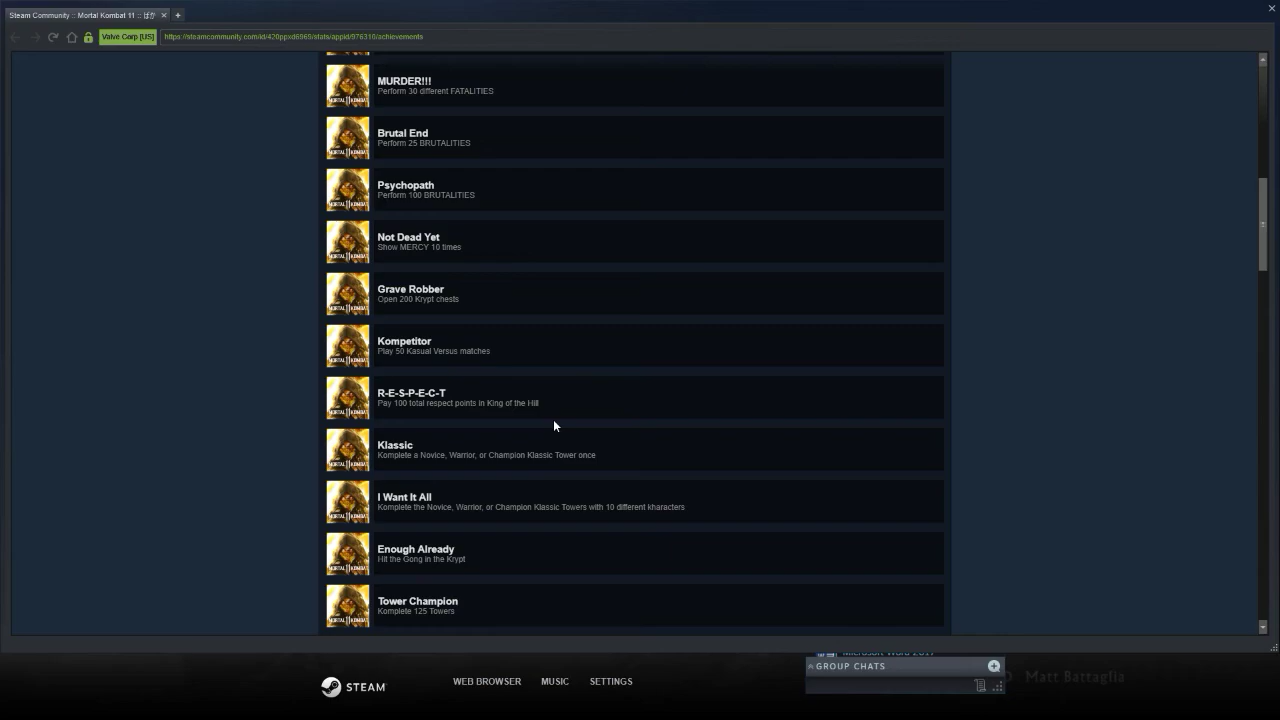 Steam Community :: Mortal Kombat 11 :: ばか
Valve Corp [US]
https://steamcommunity.com/id/420ppxd6969/stats/appid/976310/achievements
MURDER!!!
Perform 30 different FATALITIES
Brutal End
Perform 25 BRUTALITIES
Psychopath
Perform 100 BRUTALITIES
Not Dead Yet
Show MERCY 10 times
Grave Robber
Open 200 Krypt chests
Kompetitor
Play 50 Kasual Versus matches
R-E-S-P-E-C-T
Pay 100 total respect points in King of the Hill
Klassic
Komplete a Novice, Warrior, or Champion Klassic Tower once
I Want It All
Komplete the Novice, Warrior, or Champion Klassic Towers with 10 different kharacters
Enough Already
Hit the Gong in the Krypt
Tower Champion
Komplete 125 Towers
Microsoft Word 2017
GROUP CHATS
STEAM
WEB BROWSER
MUSIC
SETTINGS
Matt Battaglia